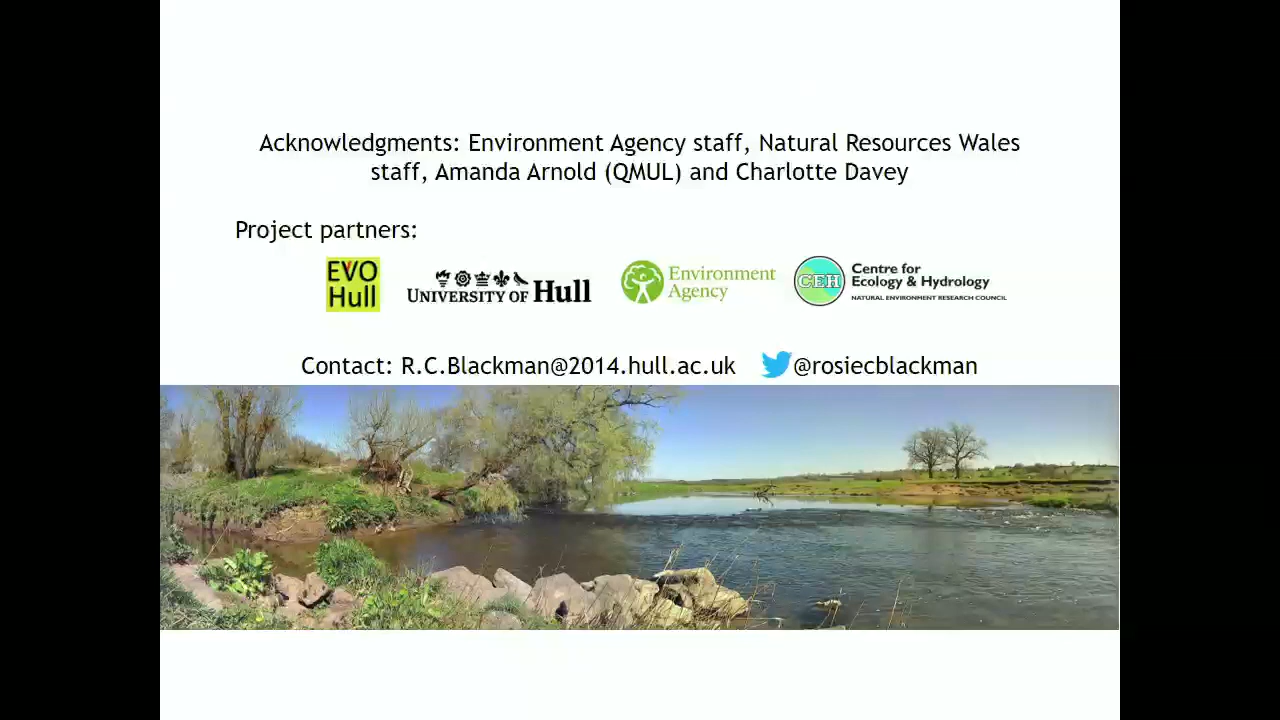 Acknowledgments: Environment Agency staff, Natural Resources Wales
staff, Amanda Arnold (QMUL) and Charlotte Davey
Project partners:
EVO
Hull
UNIVERSITY OF Hull
Environment
Agency
CEH
Centre for
Ecology & Hydrology
NATURAL ENVIRONMENT RESEARCH COUNCIL
Contact: R.C.Blackman@2014.hull.ac.uk @rosiecblackman